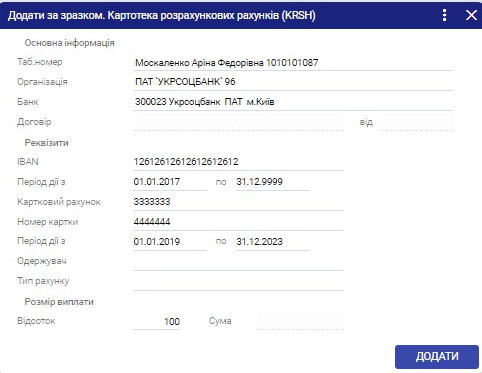 Додати за зразком. Картотека розрахункових рахунків (KRSH)
Основна інформація
Таб.номер Москаленко Аріна Федорівна 1010101087
Організація ПАТ `УКРСОЦБАНК` 96
Банк 300023 Укрсоцбанк ПАТ м.Київ
Договір від
Реквізити
IBAN 12612612612612612612
Період дії з 01.01.2017 по 31.12.9999
Картковий рахунок 3333333
Номер картки 4444444
Період дії з 01.01.2019 по 31.12.2023
Одержувач
Тип рахунку
Розмір виплати
Відсоток 100 Сума
ДОДАТИ